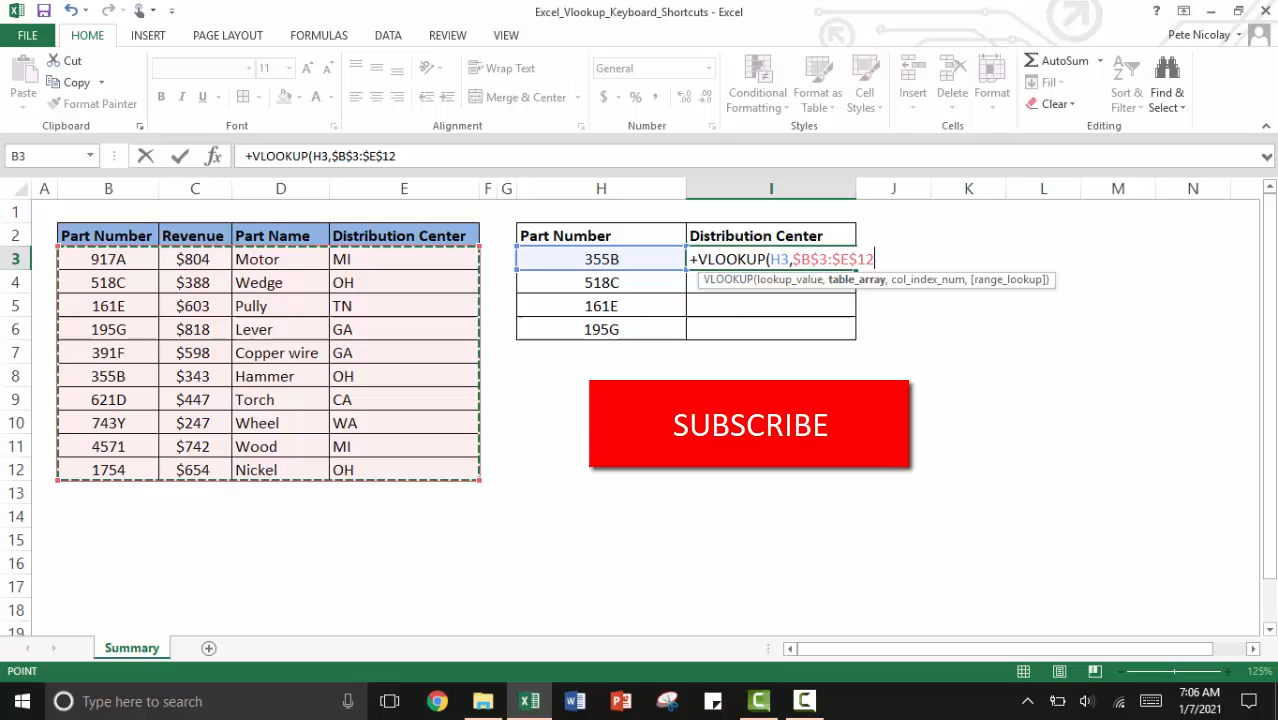 Excel_Vlookup_Keyboard_Shortcuts - Excel
FILE HOME INSERT PAGE LAYOUT FORMULAS DATA REVIEW VIEW Pete Nicolay
Paste Cut Copy Format Painter
11
Wrap Text
Merge & Center
General
$ % ,
Conditional Formatting Format as Table Cell Styles
Insert Delete Format
AutoSum Fill Clear
Sort & Filter Find & Select
Clipboard Font Alignment Number Styles Cells Editing
B3 fx +VLOOKUP(H3,$B$3:$E$12
A B C D E F G H I J K L M N
1
2 Part Number Revenue Part Name Distribution Center Part Number Distribution Center
3 917A $804 Motor MI 355B +VLOOKUP(H3,$B$3:$E$12
VLOOKUP(lookup_value, table_array, col_index_num, [range_lookup])
4 518C $388 Wedge OH 518C
5 161E $603 Pully TN 161E
6 195G $818 Lever GA 195G
7 391F $598 Copper wire GA
8 355B $343 Hammer OH
9 621D $447 Torch CA
10 743Y $247 Wheel WA
11 4571 $742 Wood MI
12 1754 $654 Nickel OH
SUBSCRIBE
13
14
15
16
17
18
19
Summary
POINT 125%
Type here to search
7:06 AM
1/7/2021